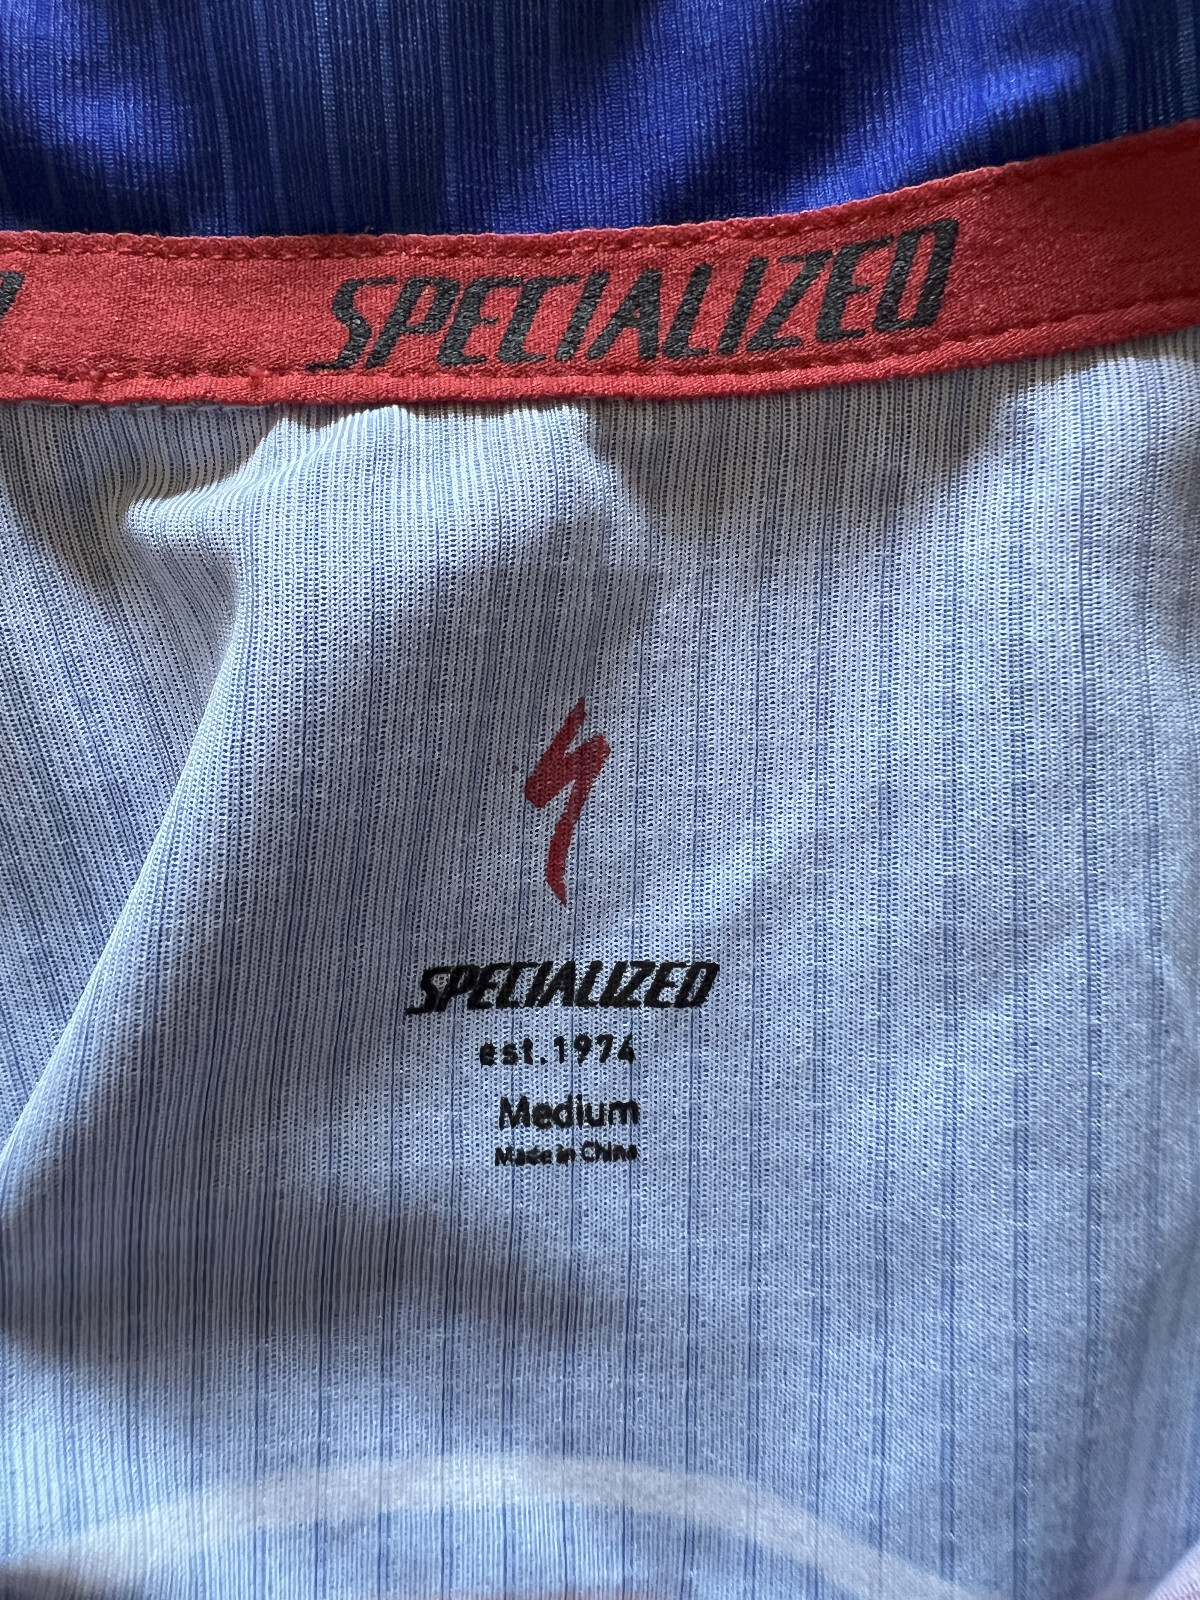 SPECIALIZED
SPECIALIZED
est.1974
Medium
Made in China